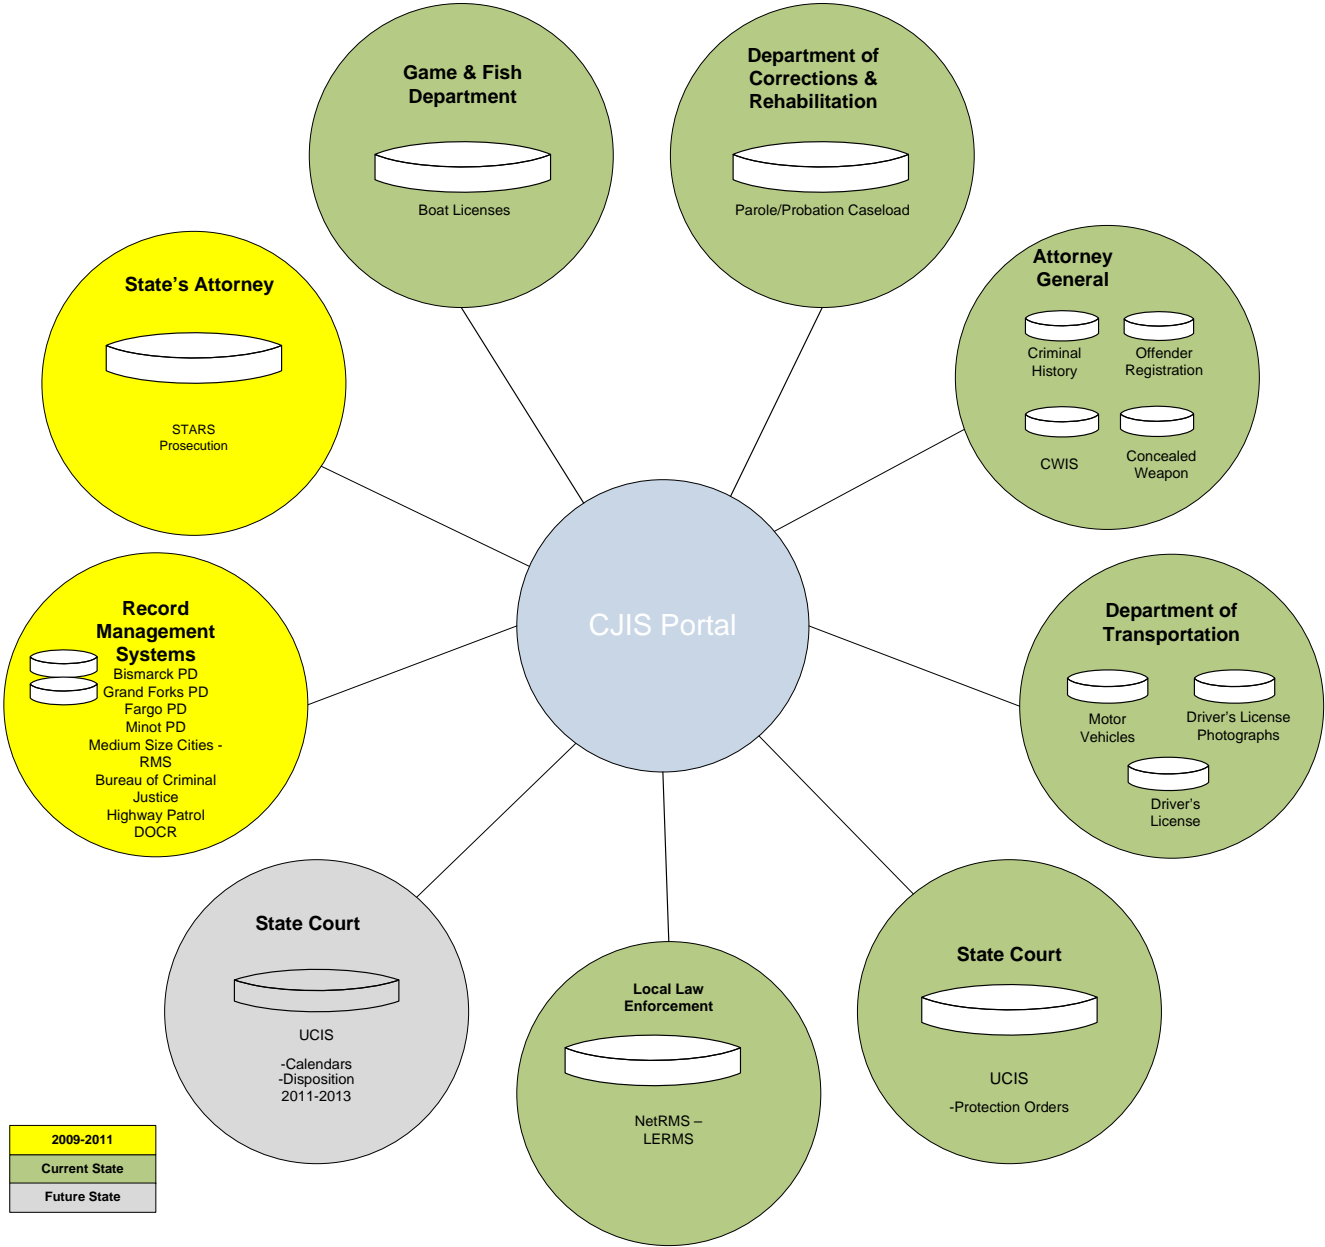 Game & Fish
Department
Boat Licenses
Department of
Corrections &
Rehabilitation
Parole/Probation Caseload
State's Attorney
STARS
Prosecution
Attorney
General
Criminal
History
Offender
Registration
CWIS
Concealed
Weapon
CJIS Portal
Record
Management
Systems
Bismarck PD
Grand Forks PD
Fargo PD
Minot PD
Medium Size Cities -
RMS
Bureau of Criminal
Justice
Highway Patrol
DOCR
Department of
Transportation
Motor
Vehicles
Driver's License
Photographs
Driver's
License
State Court
UCIS
-Calendars
-Disposition
2011-2013
Local Law
Enforcement
NetRMS –
LERMS
State Court
UCIS
-Protection Orders
2009-2011
Current State
Future State